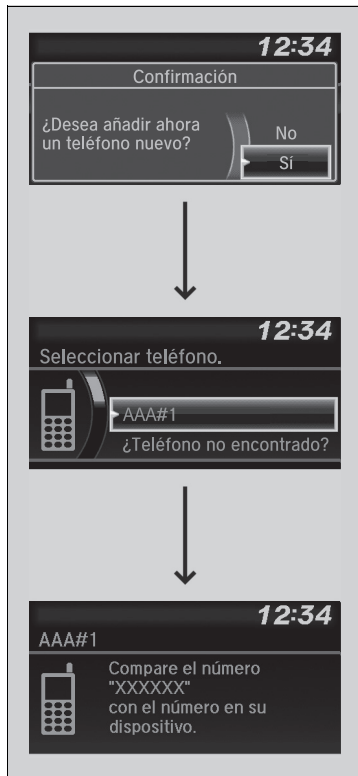 12:34
Confirmación
¿Desea añadir ahora
un teléfono nuevo?
No
Sí
12:34
Seleccionar teléfono.
AAA#1
¿Teléfono no encontrado?
12:34
AAA#1
Compare el número
"XXXXXX"
con el número en su
dispositivo.